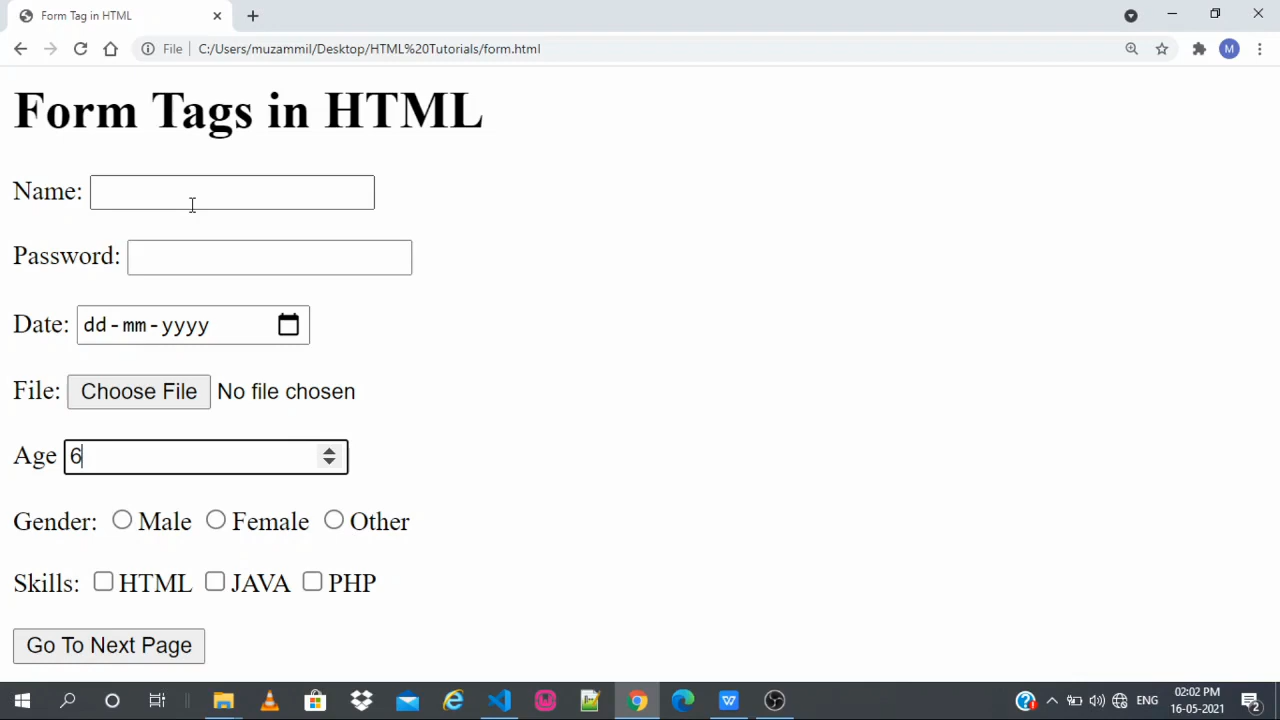 Form Tag in HTML
File C:/Users/muzammil/Desktop/HTML%20Tutorials/form.html
M
Form Tags in HTML
Name:
Password:
Date: dd-mm-yyyy
File: Choose File No file chosen
Age 6
Gender: Male Female Other
Skills: HTML JAVA PHP
Go To Next Page
ENG
02:02 PM
16-05-2021
2